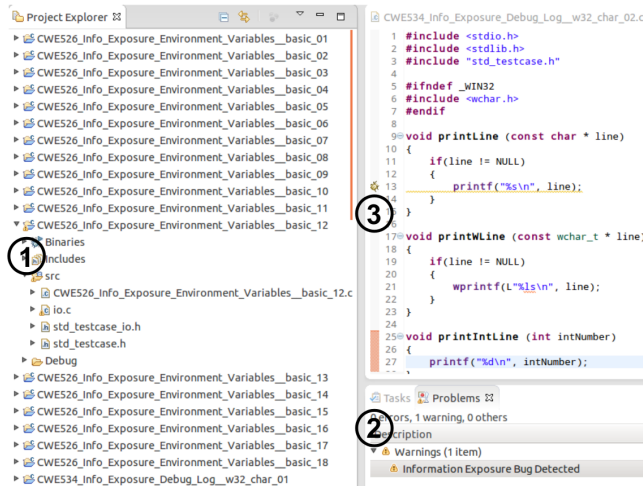 Project Explorer
CWE526_Info_Exposure_Environment_Variables__basic_01
CWE526_Info_Exposure_Environment_Variables__basic_02
CWE526_Info_Exposure_Environment_Variables__basic_03
CWE526_Info_Exposure_Environment_Variables__basic_04
CWE526_Info_Exposure_Environment_Variables__basic_05
CWE526_Info_Exposure_Environment_Variables__basic_06
CWE526_Info_Exposure_Environment_Variables__basic_07
CWE526_Info_Exposure_Environment_Variables__basic_08
CWE526_Info_Exposure_Environment_Variables__basic_09
CWE526_Info_Exposure_Environment_Variables__basic_10
CWE526_Info_Exposure_Environment_Variables__basic_11
CWE526_Info_Exposure_Environment_Variables__basic_12
Binaries
1
Includes
src
CWE526_Info_Exposure_Environment_Variables__basic_12.c
io.c
std_testcase_io.h
std_testcase.h
Debug
CWE526_Info_Exposure_Environment_Variables__basic_13
CWE526_Info_Exposure_Environment_Variables__basic_14
CWE526_Info_Exposure_Environment_Variables__basic_15
CWE526_Info_Exposure_Environment_Variables__basic_16
CWE526_Info_Exposure_Environment_Variables__basic_17
CWE526_Info_Exposure_Environment_Variables__basic_18
CWE534_Info_Exposure_Debug_Log__w32_char_01
CWE534_Info_Exposure_Debug_Log__w32_char_02.c
1 #include <stdio.h>
2 #include <stdlib.h>
3 #include "std_testcase.h"
4
5 #ifndef _WIN32
6 #include <wchar.h>
7 #endif
8
9 void printLine (const char * line)
10 {
11 if(line != NULL)
12 {
13 printf("%s\n", line);
}
3
}
17 void printWLine (const wchar_t * line)
18 {
19 if(line != NULL)
20 {
21 wprintf(L"%ls\n", line);
22 }
23 }
24
25 void printIntLine (int intNumber)
26 {
27 printf("%d\n", intNumber);
Tasks Problems
errors, 1 warning, 0 others
2
Description
Warnings (1 item)
Information Exposure Bug Detected